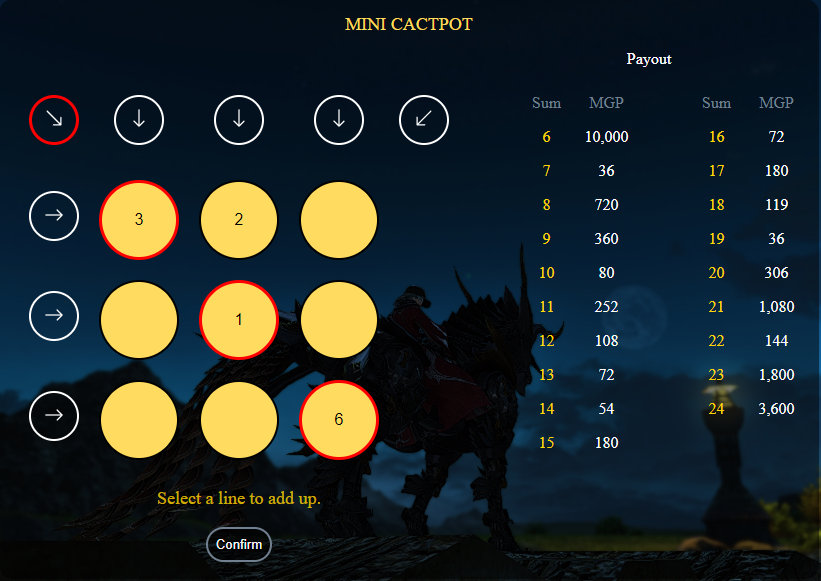 MINI CACTPOT
Payout
Sum MGP Sum MGP
6 10,000 16 72
7 36 17 180
8 720 18 119
9 360 19 36
10 80 20 306
11 252 21 1,080
12 108 22 144
13 72 23 1,800
14 54 24 3,600
15 180
↘ ↓ ↓ ↓ ↙
→ 3 2
→ 1
→ 6
Select a line to add up.
Confirm